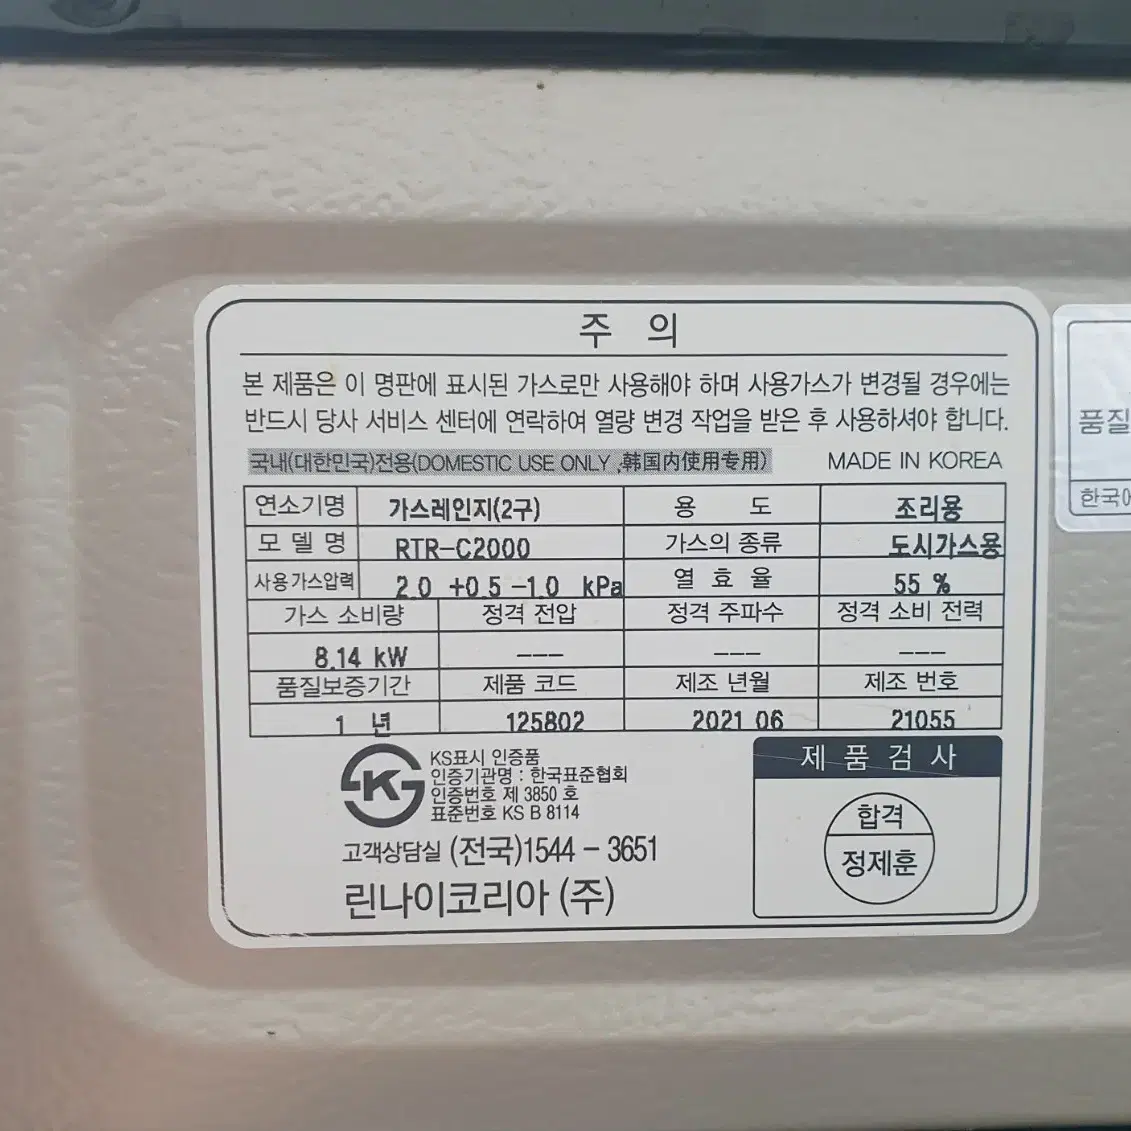 주 의
본 제품은 이 명판에 표시된 가스로만 사용해야 하며 사용가스가 변경될 경우에는
반드시 당사 서비스 센터에 연락하여 열량 변경 작업을 받은 후 사용하셔야 합니다.
국내(대한민국)전용(DOMESTIC USE ONLY ,韩国内使用专用) MADE IN KOREA
연소기명 가스레인지(2구) 용 도 조리용
모 델 명 RTR-C2000 가스의 종류 도시가스용
사용가스압력 2.0 +0.5 -1.0 kPa 열 효 율 55 %
가스 소비량 정격 전압 정격 주파수 정격 소비 전력
8.14 kW --- --- ---
품질보증기간 제품 코드 제조 년월 제조 번호
1 년 125802 2021 06 21055
K
KS표시 인증품
인증기관명 : 한국표준협회
인증번호 제 3850 호
표준번호 KS B 8114
고객상담실 (전국)1544 - 3651
린나이코리아 (주)
제 품 검 사
합격
정제훈
품질
한국에